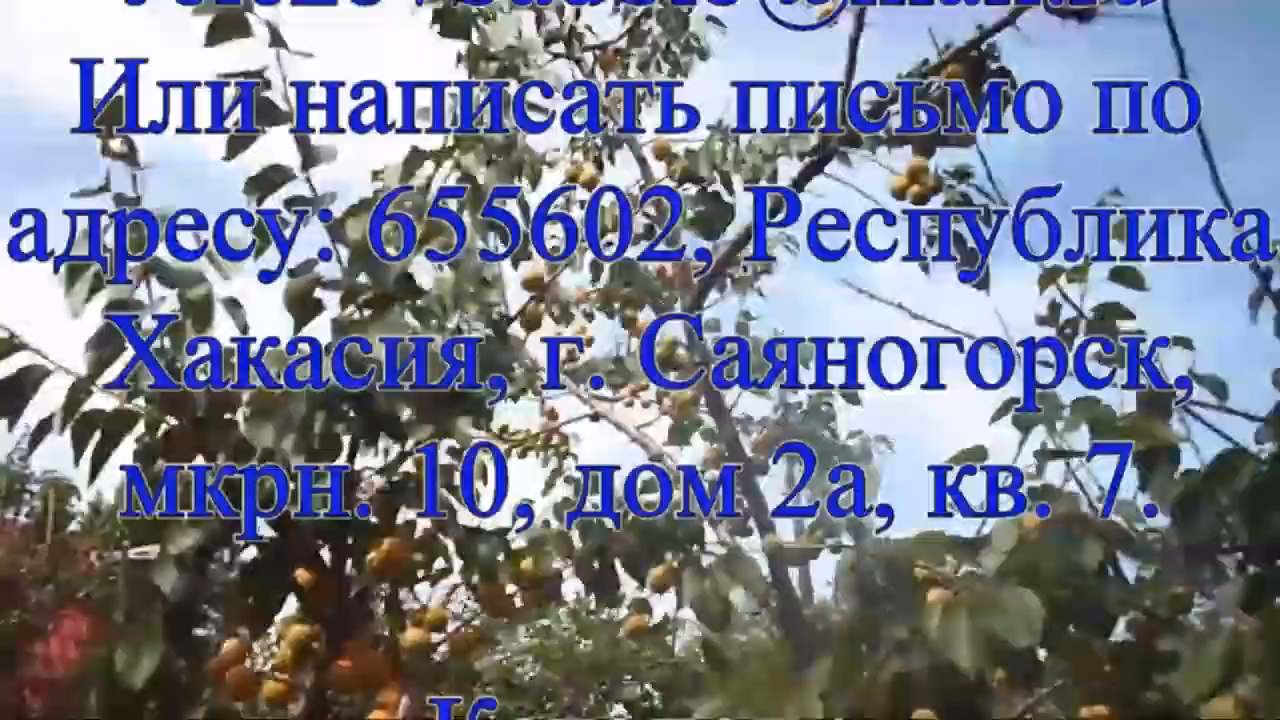 Или написать письмо по
адресу: 655602, Республика
Хакасия, г. Саяногорск,
мкрн. 10, дом 2а, кв. 7.